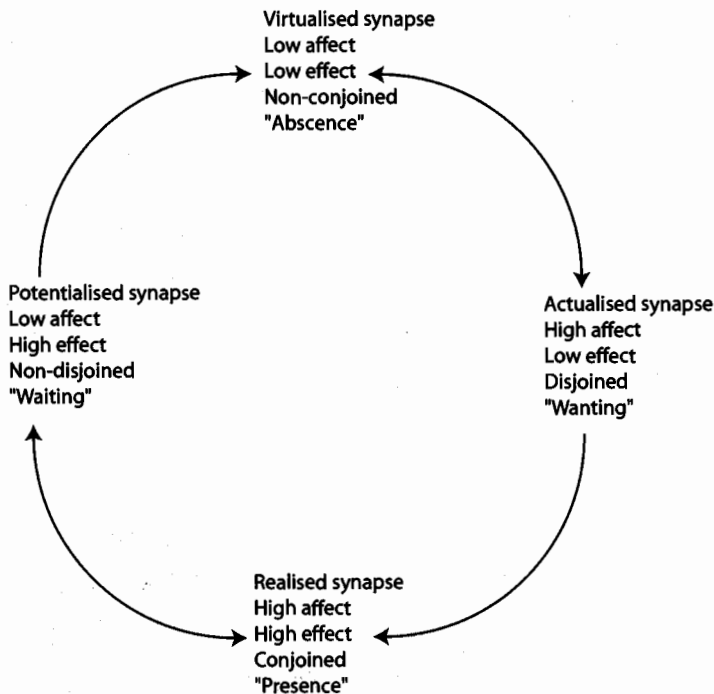 Virtualised synapse
Low affect
Low effect
Non-conjoined
"Abscence"
Potentialised synapse
Low affect
High effect
Non-disjoined
"Waiting"
Actualised synapse
High affect
Low effect
Disjoined
"Wanting"
Realised synapse
High affect
High effect
Conjoined
"Presence"